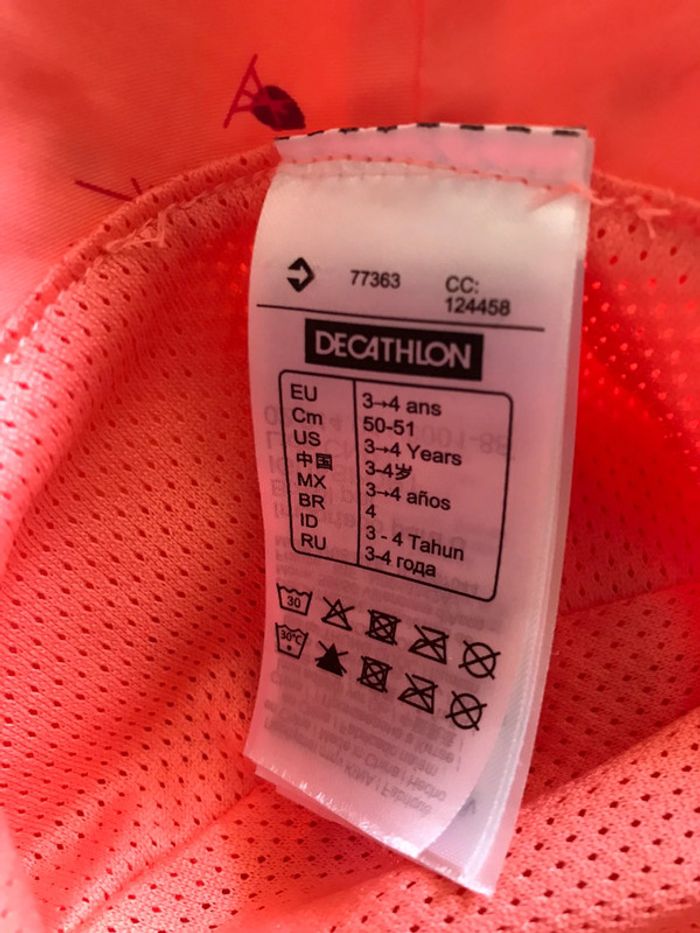 77363
CC:
124458
DECATHLON
EU 3→4 ans
Cm 50-51
US 3→4 Years
中国 3-4岁
MX 3→4 años
BR 4
ID 3 - 4 Tahun
RU 3-4 года
30
30°C